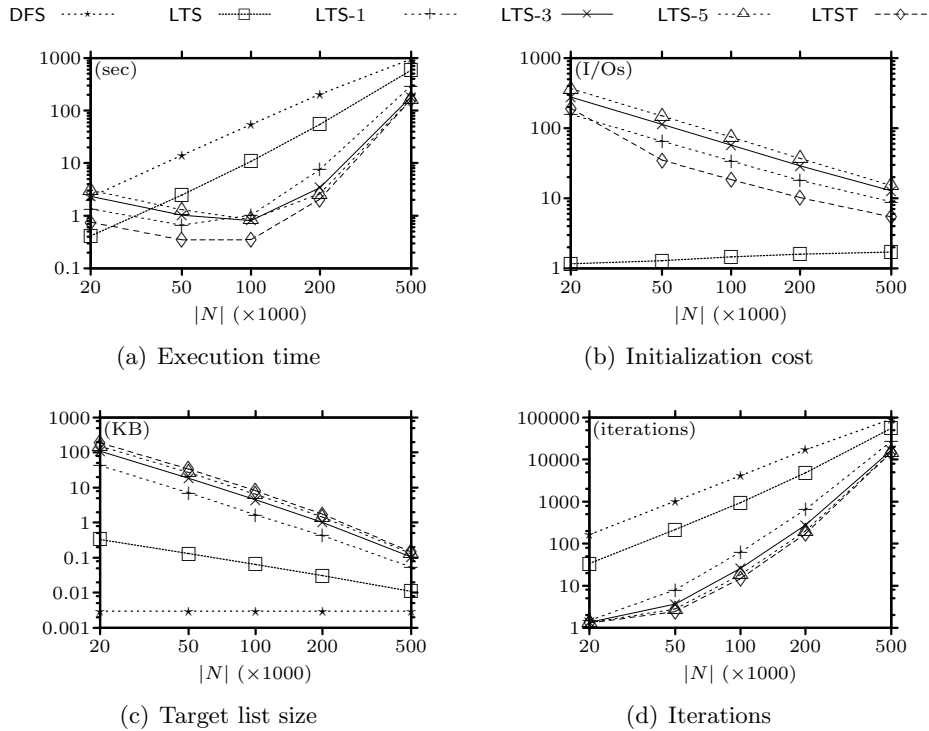 DFS LTS LTS-1 LTS-3 LTS-5 LTST
1000
100
10
1
0.1
(sec)
20 50 100 200 500
|N| (×1000)
(a) Execution time
1000
100
10
1
(I/Os)
20 50 100 200 500
|N| (×1000)
(b) Initialization cost
1000
100
10
1
0.1
0.01
0.001
(KB)
20 50 100 200 500
|N| (×1000)
(c) Target list size
100000
10000
1000
100
10
1
(iterations)
20 50 100 200 500
|N| (×1000)
(d) Iterations